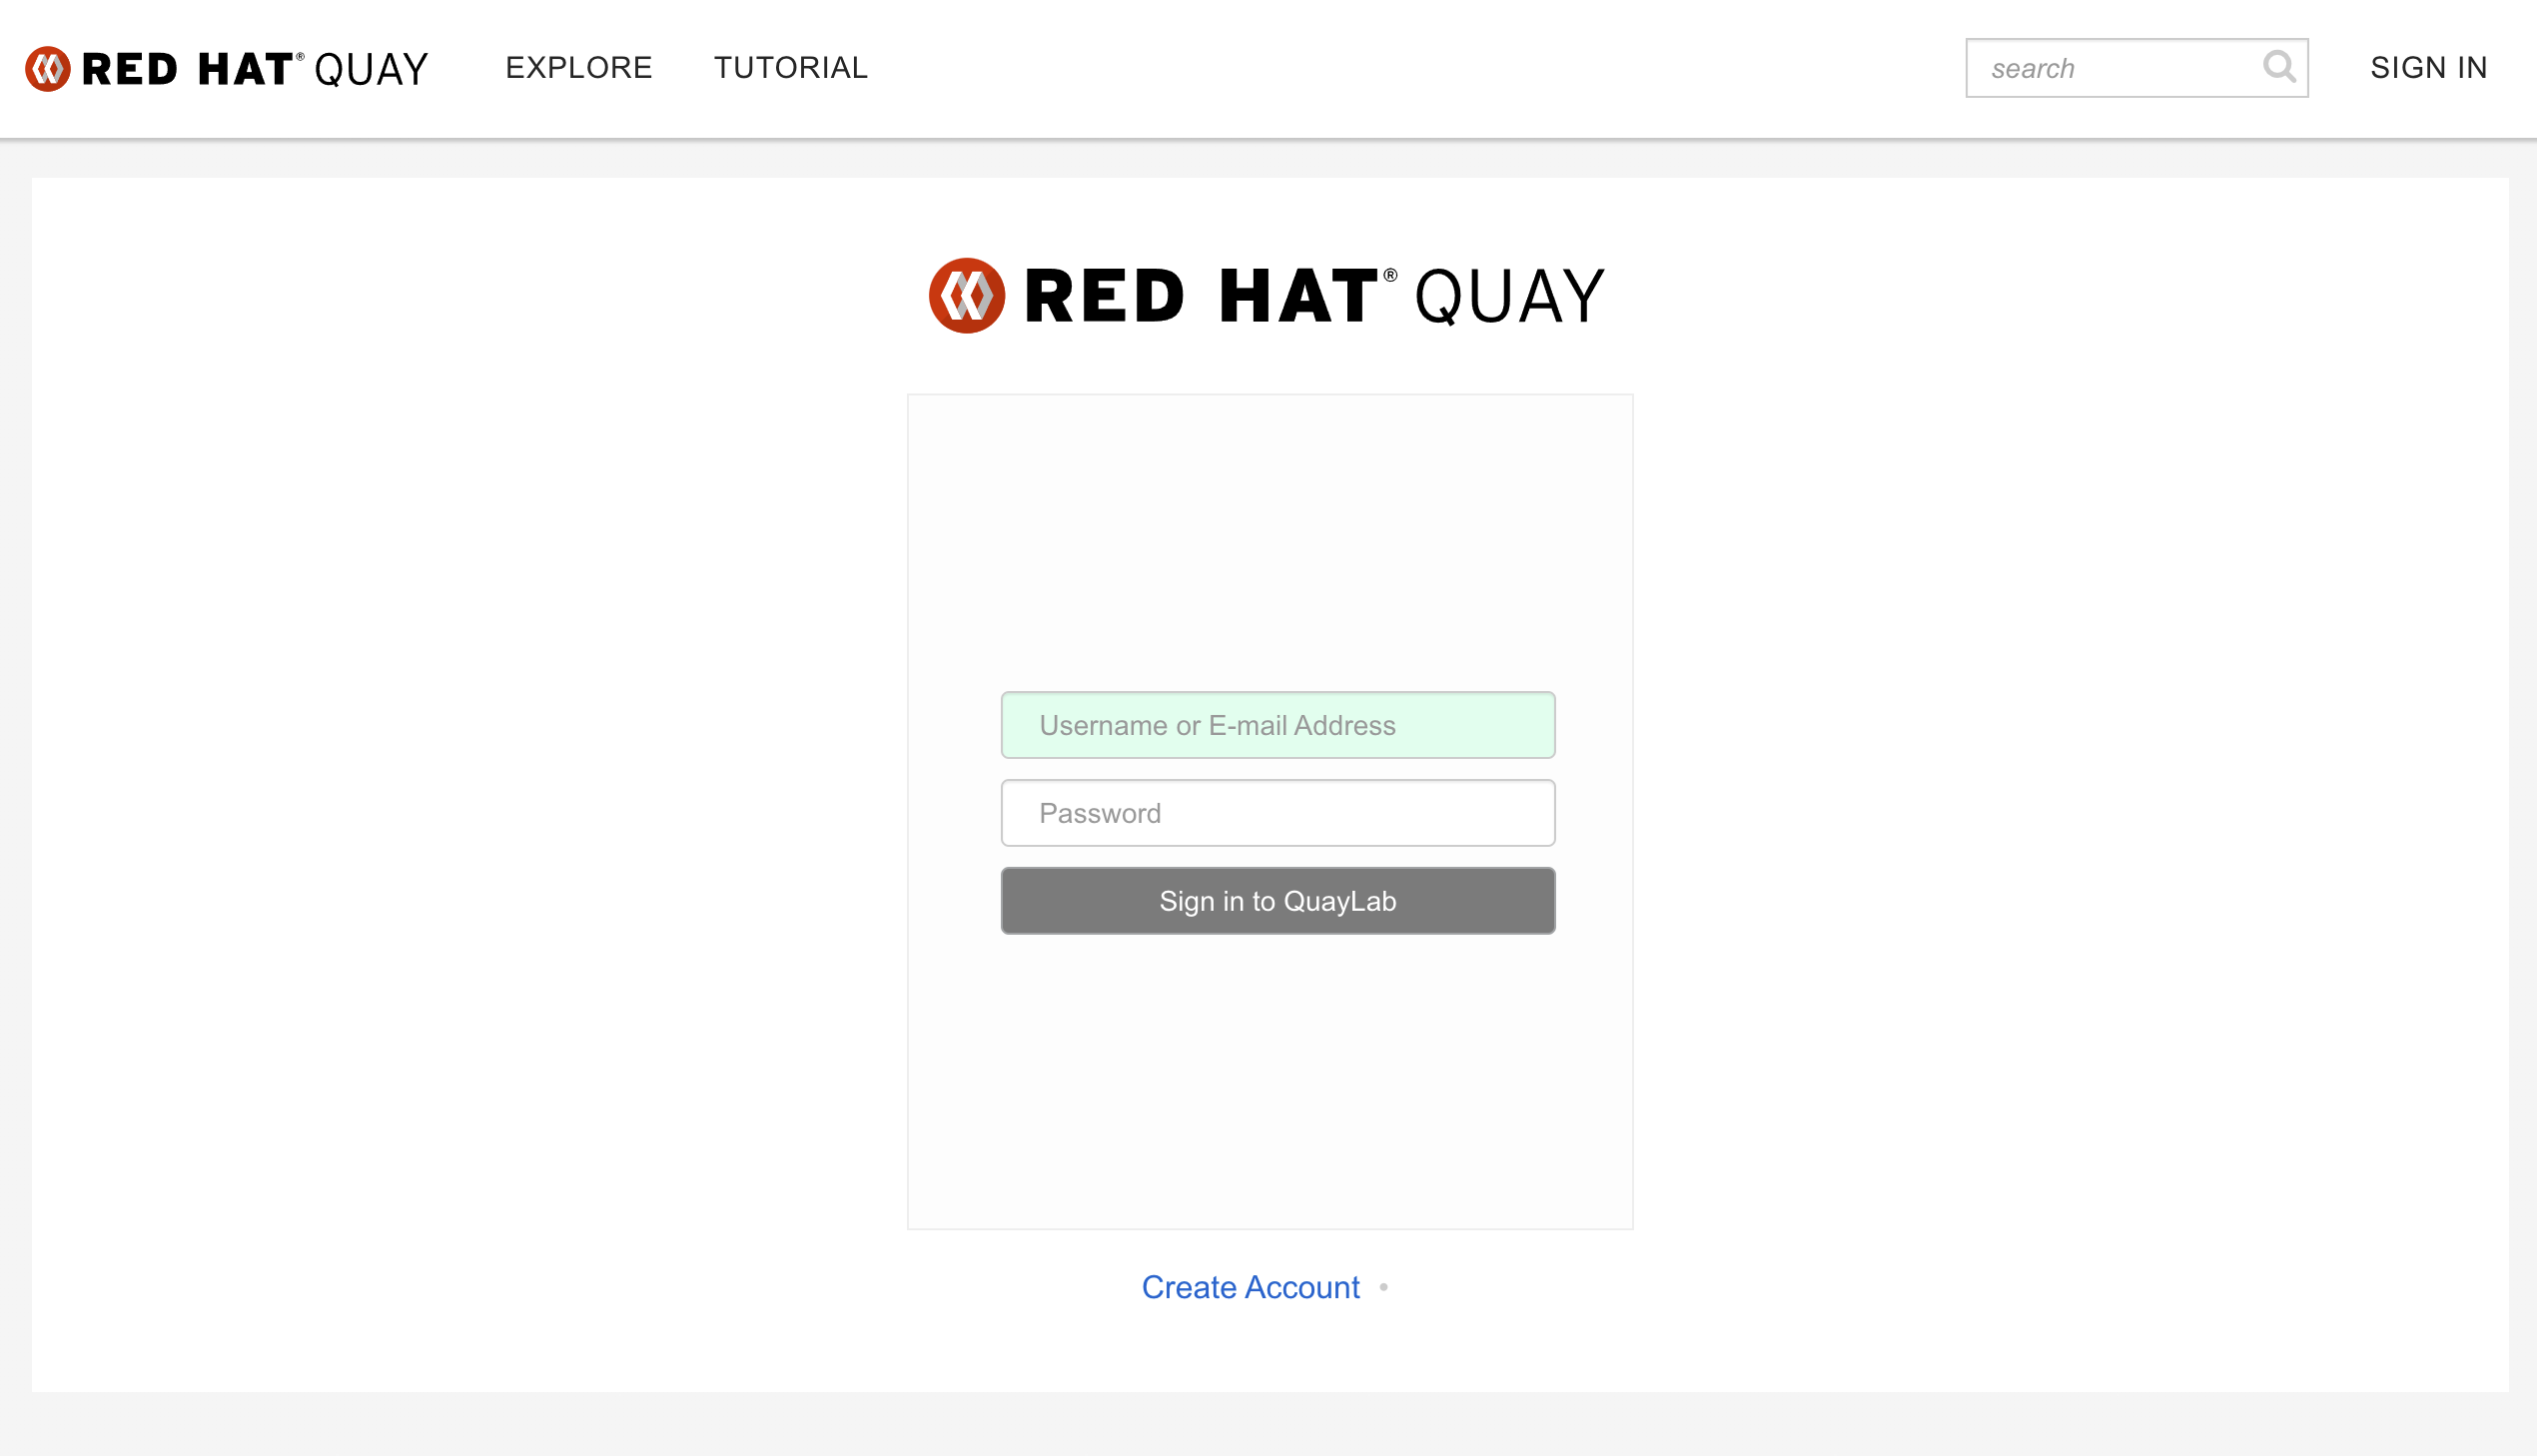 RED HAT® QUAY EXPLORE TUTORIAL search SIGN IN
RED HAT® QUAY
Username or E-mail Address
Password
Sign in to QuayLab
Create Account •